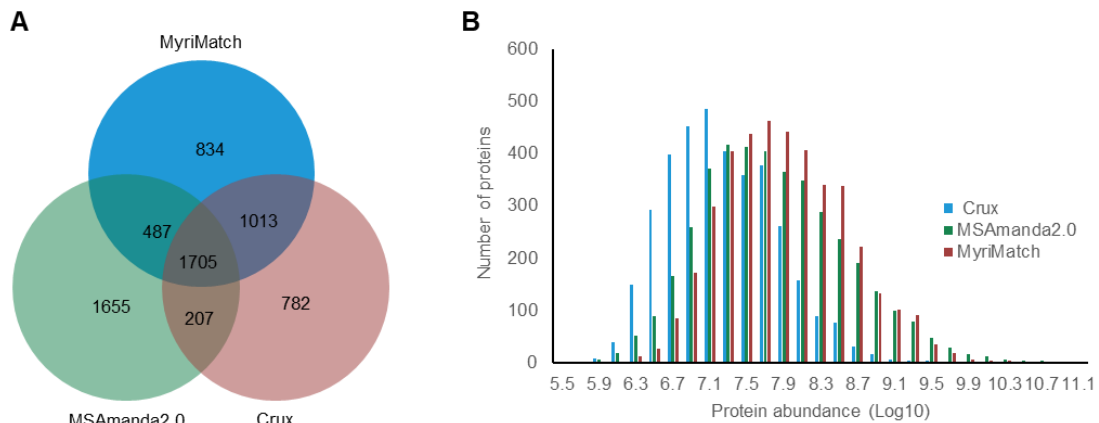 A
MyriMatch
834
487
1013
1705
1655
207
782
MSAmanda2.0
Crux
B
Number of proteins
600
500
400
300
200
100
0
5.5 5.9 6.3 6.7 7.1 7.5 7.9 8.3 8.7 9.1 9.5 9.9 10.3 10.7 11.1
Protein abundance (Log10)
Crux
MSAmanda2.0
MyriMatch